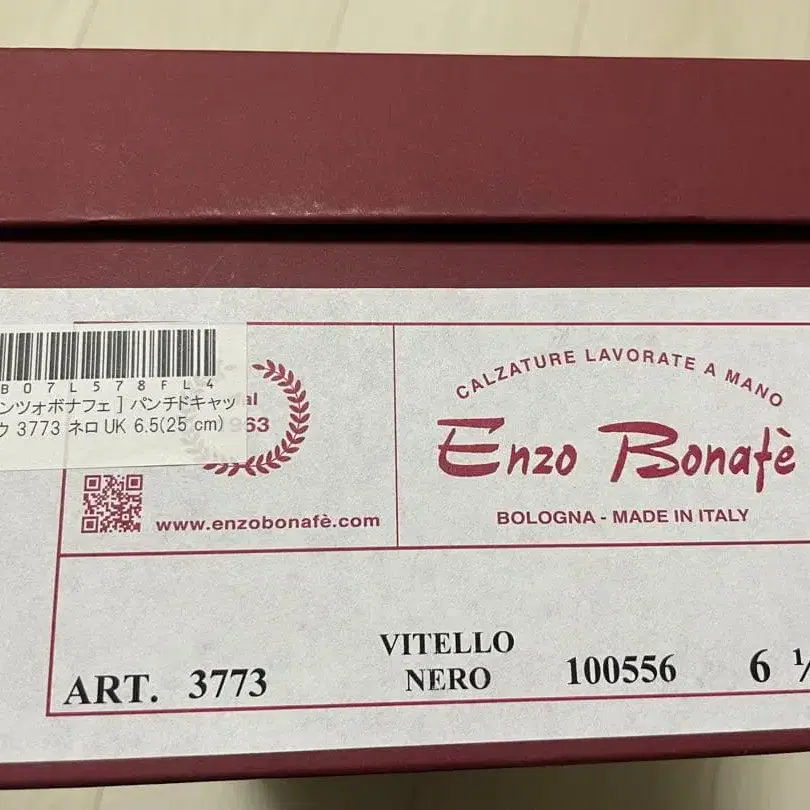 B07L578FL4
ンツォボナフェ] パンチドキャッ
ウ 3773 ネロ UK 6.5(25 cm)
al
963
www.enzobonafè.com
CALZATURE LAVORATE A MANO
Enzo Bonafè
BOLOGNA - MADE IN ITALY
ART. 3773
VITELLO
NERO
100556
6 ½